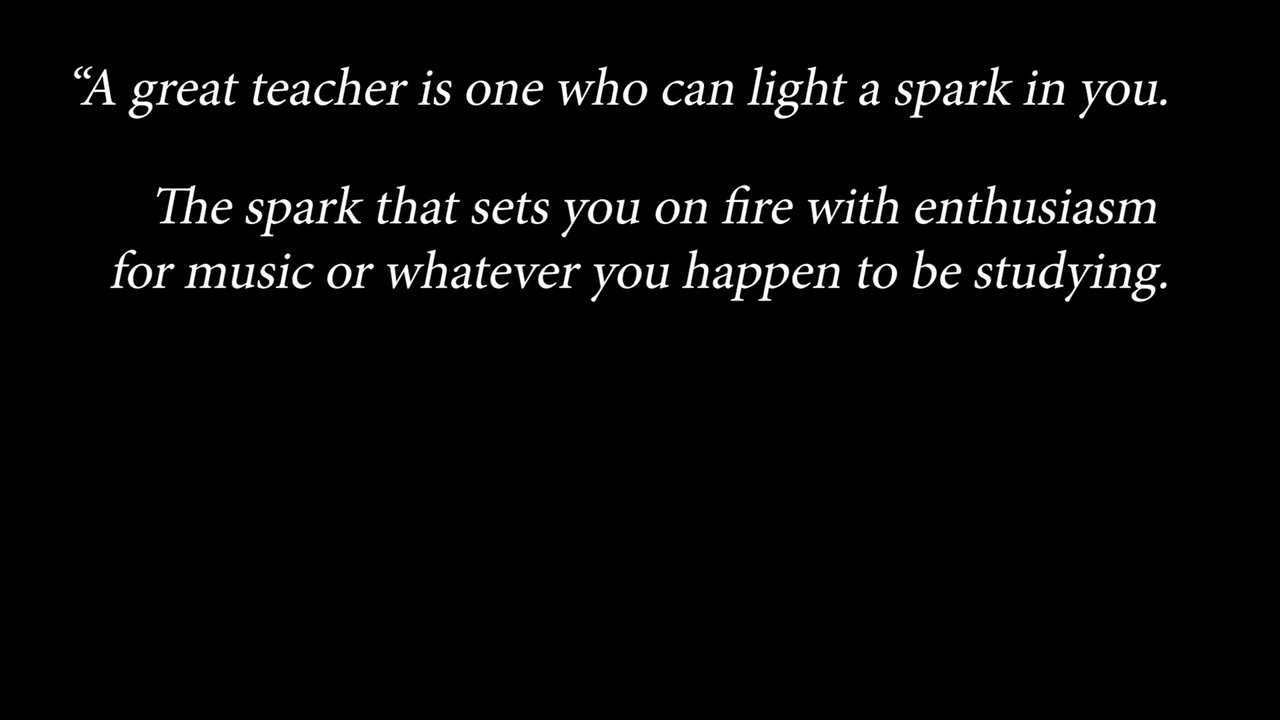 “A great teacher is one who can light a spark in you.
The spark that sets you on fire with enthusiasm
for music or whatever you happen to be studying.